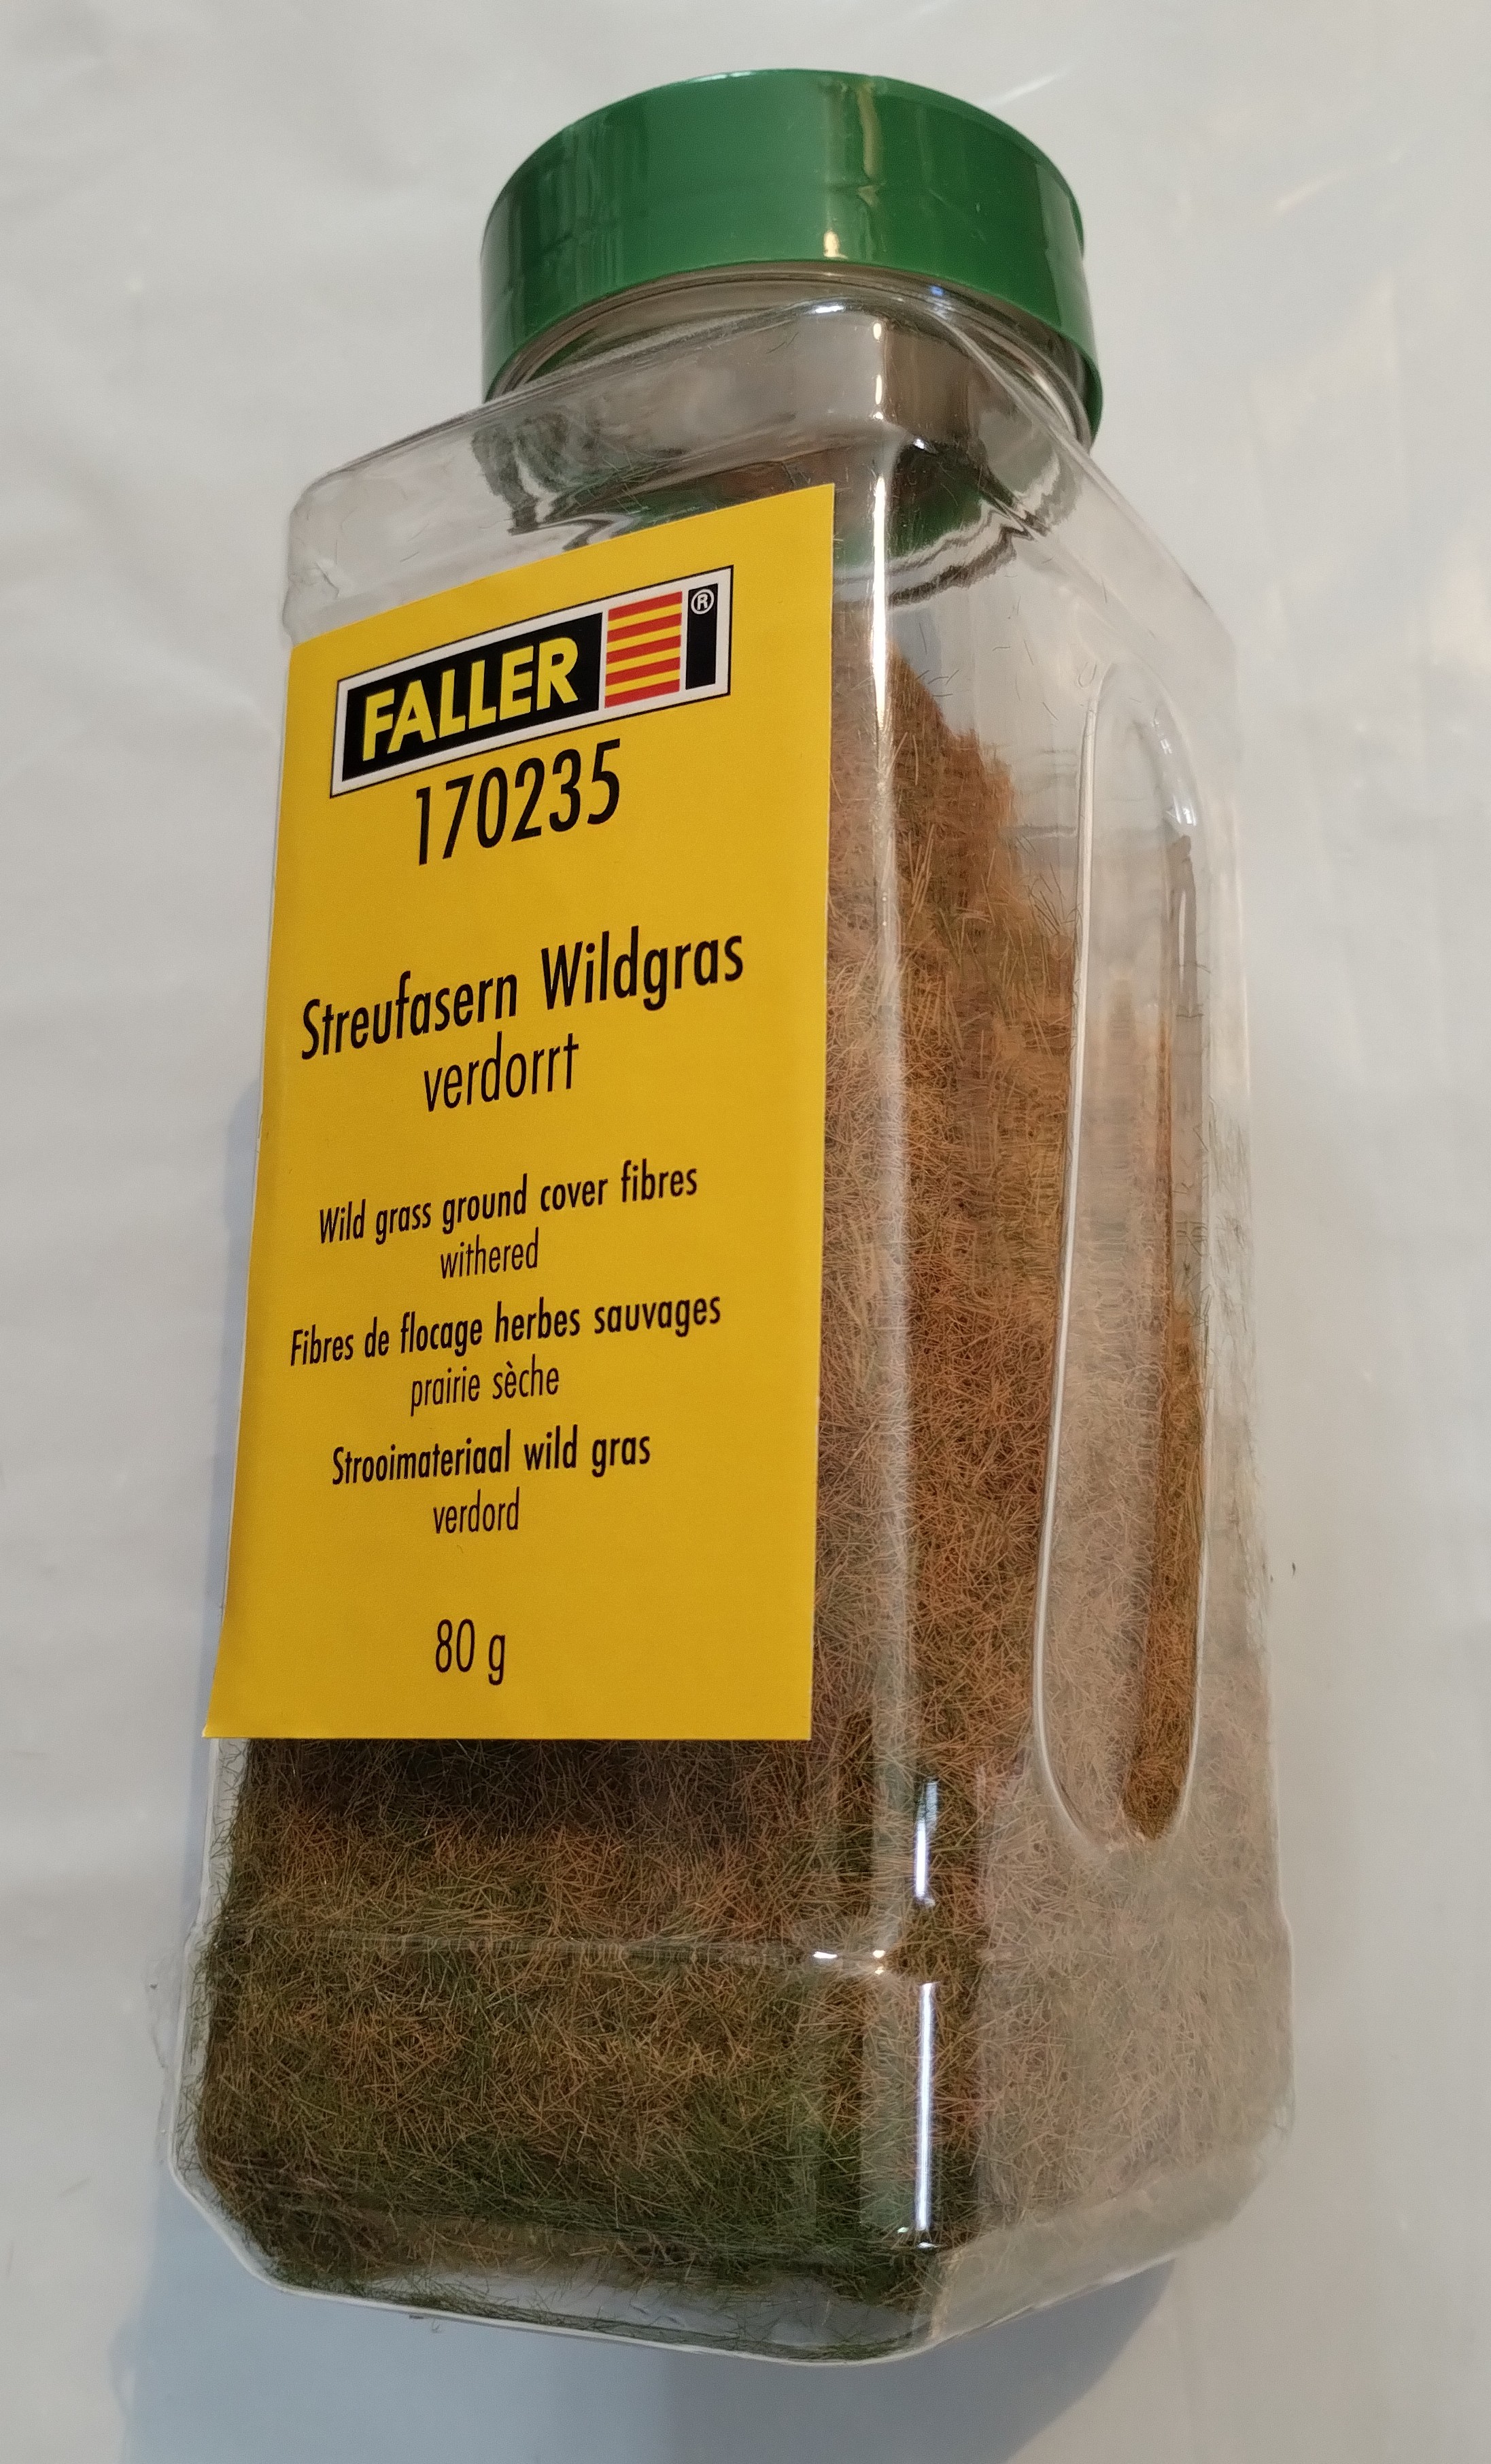 FALLER ®
170235
Streufasern Wildgras
verdorrt
Wild grass ground cover fibres
withered
Fibres de flocage herbes sauvages
prairie sèche
Strooimateriaal wild gras
verdord
80 g